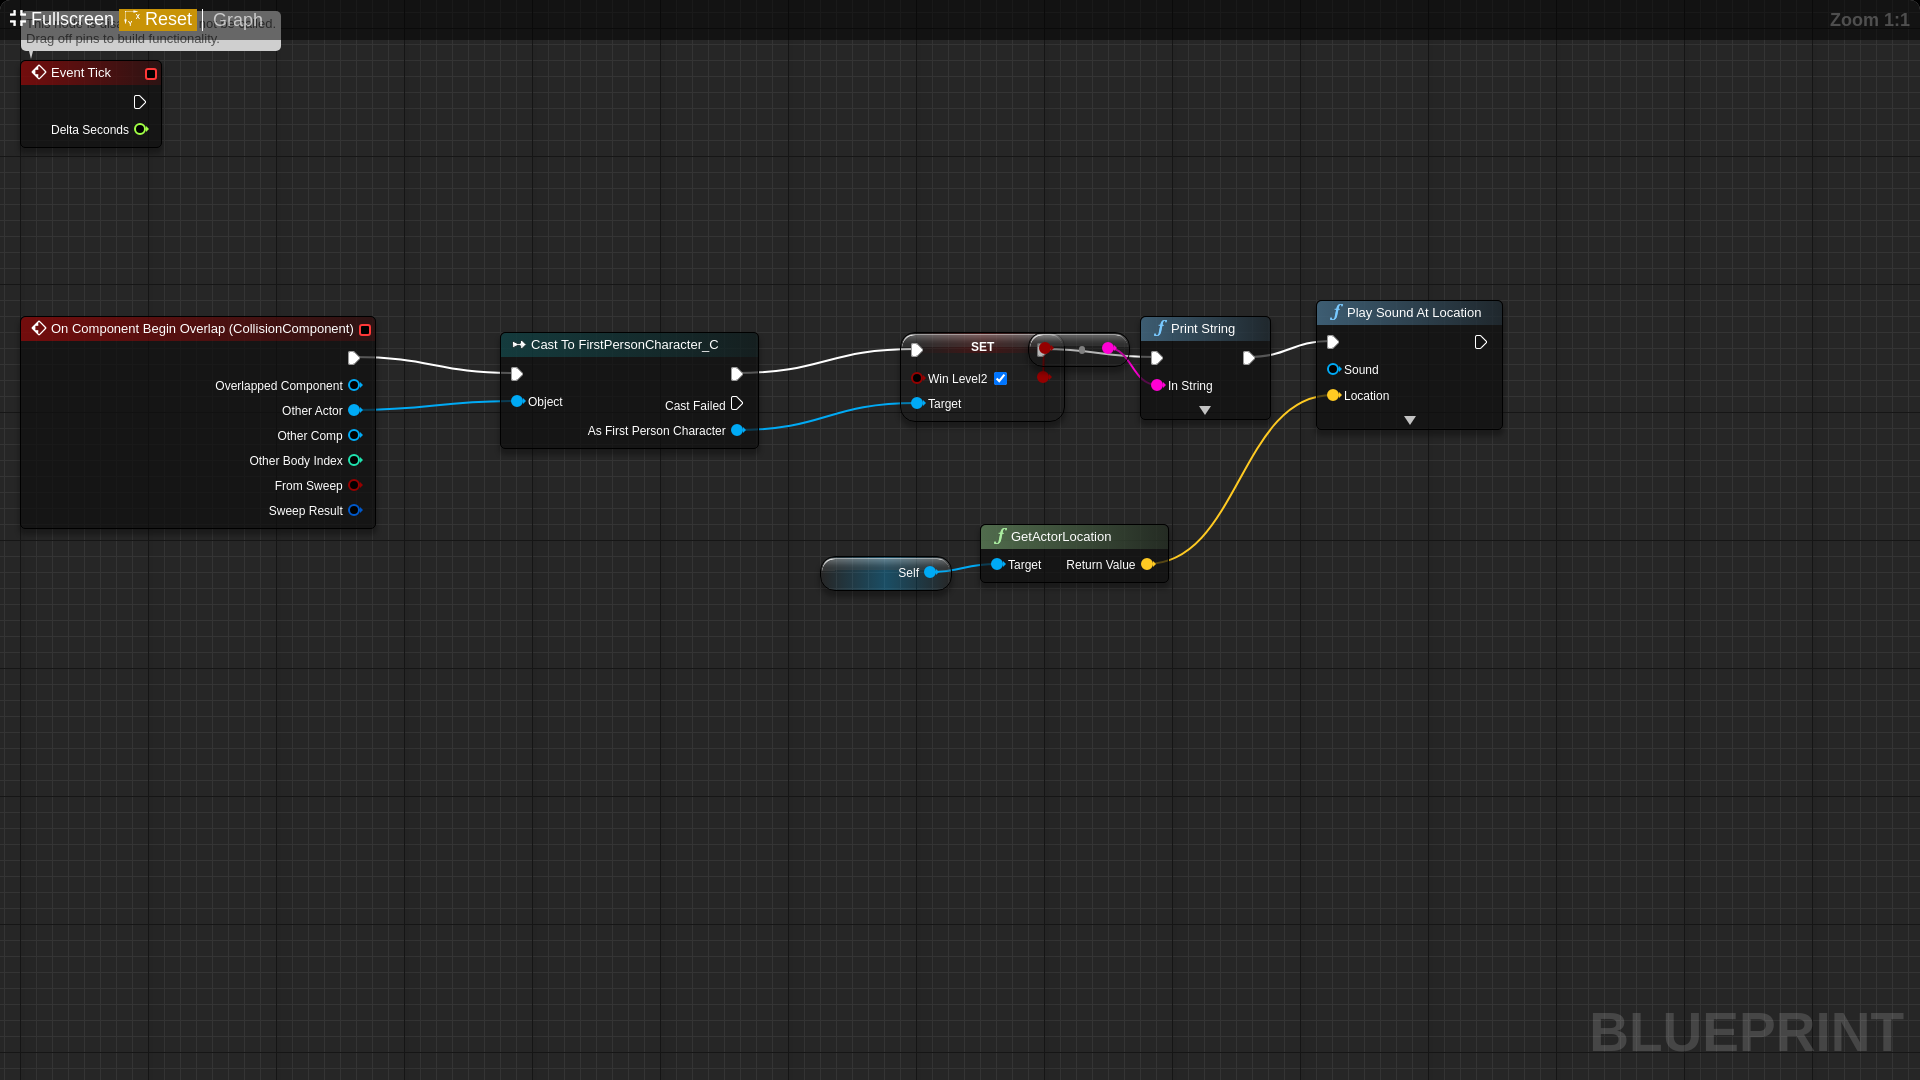 Fullscreen Reset Graph
Zoom 1:1
Drag off pins to build functionality.
Event Tick
Delta Seconds
On Component Begin Overlap (CollisionComponent)
Overlapped Component
Other Actor
Other Comp
Other Body Index
From Sweep
Sweep Result
Cast To FirstPersonCharacter_C
Object
Cast Failed
As First Person Character
SET
Win Level2
Target
Print String
In String
Play Sound At Location
Sound
Location
Self
GetActorLocation
Target Return Value
BLUEPRINT